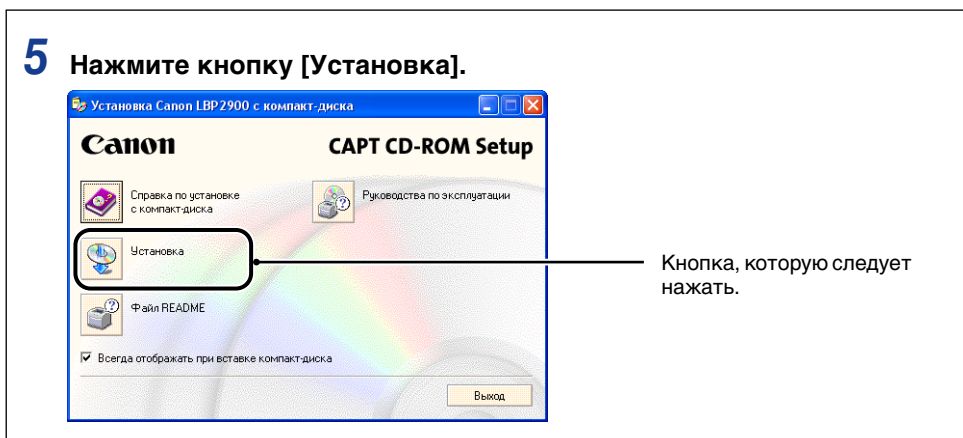 5 Нажмите кнопку [Установка].
Установка Canon LBP2900 с компакт-диска
Canon
CAPT CD-ROM Setup
Справка по установке
с компакт-диска
Руководства по эксплуатации
Установка
Кнопка, которую следует
нажать.
Файл README
Всегда отображать при вставке компакт-диска
Выход